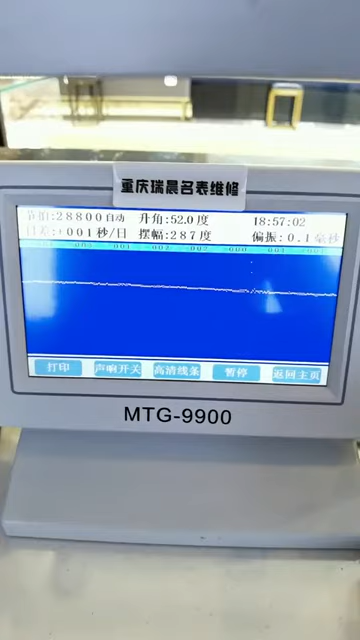 重庆瑞晨名表维修
节拍:28800自动 升角:52.0度 18:57:02
日差:+001秒/日 摆幅:287度 偏振:0.1毫秒
打印 声响开关 高清线条 暂停 返回主页
MTG-9900